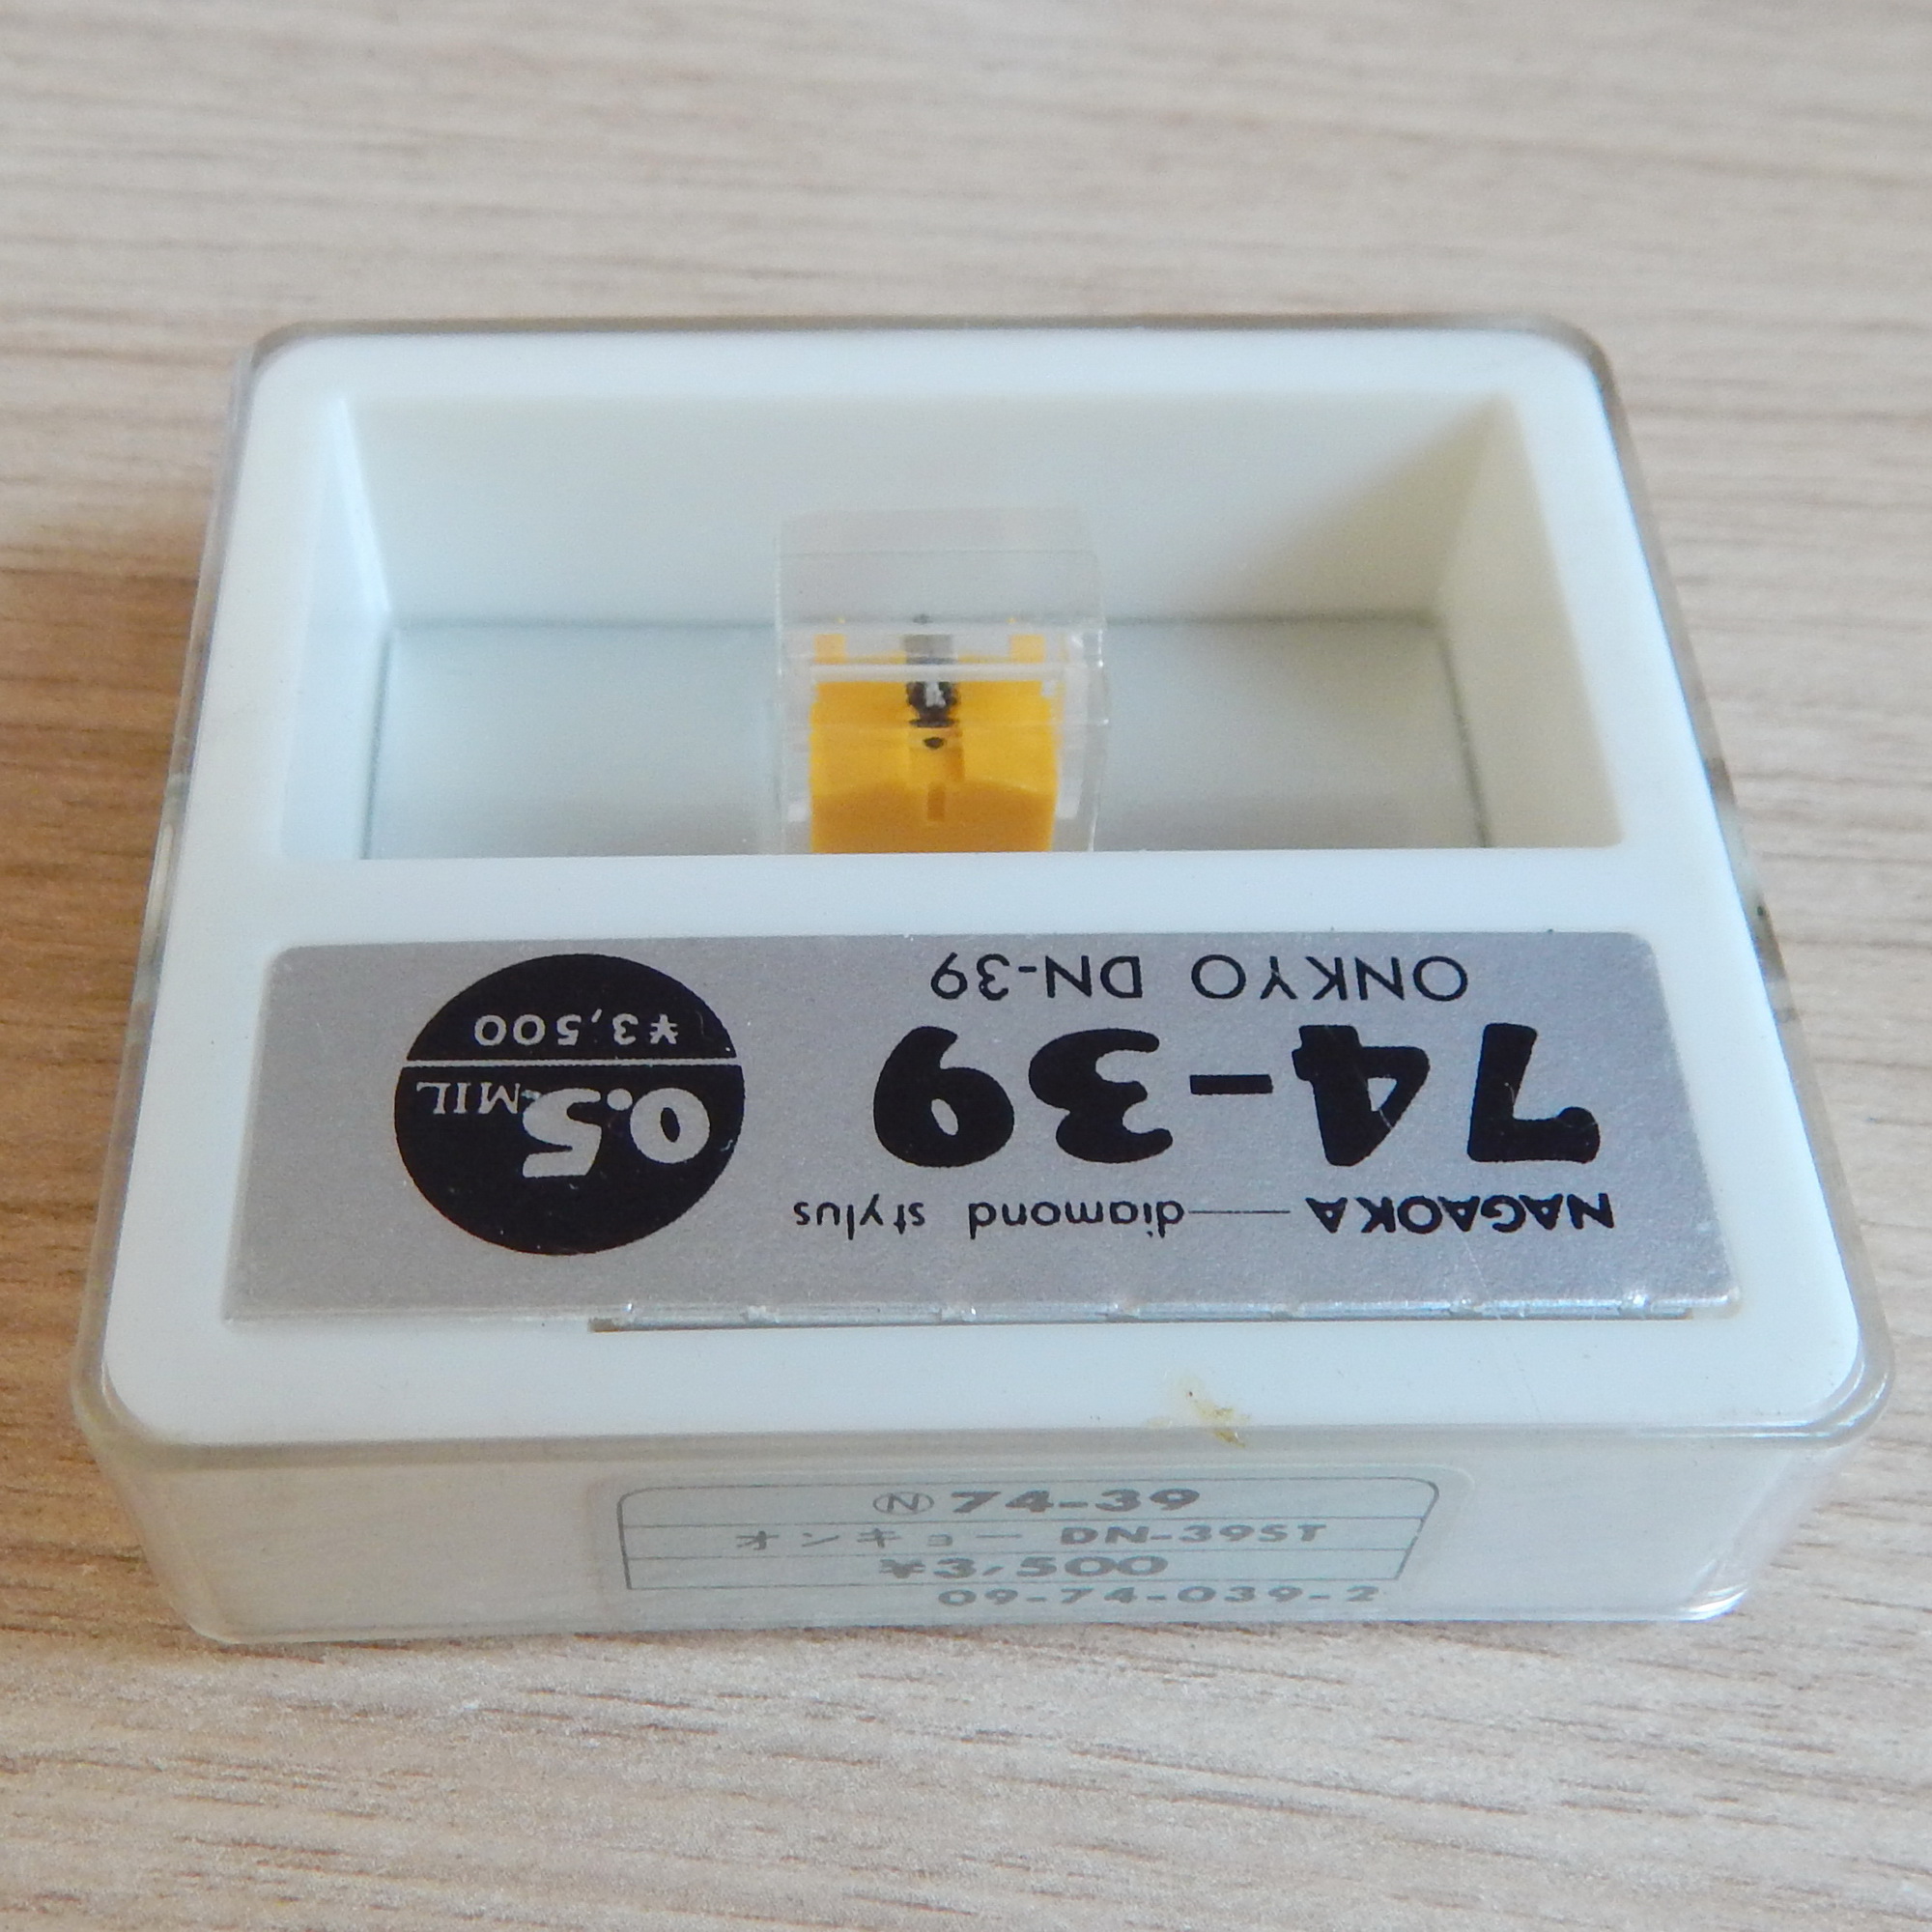 NAGAOKA — diamond stylus
74-39
ONKYO DN-39
0.5 MIL
¥3,500
Ⓝ 74-39
オンキョー DN-39ST
¥3,500
09-74-039-2